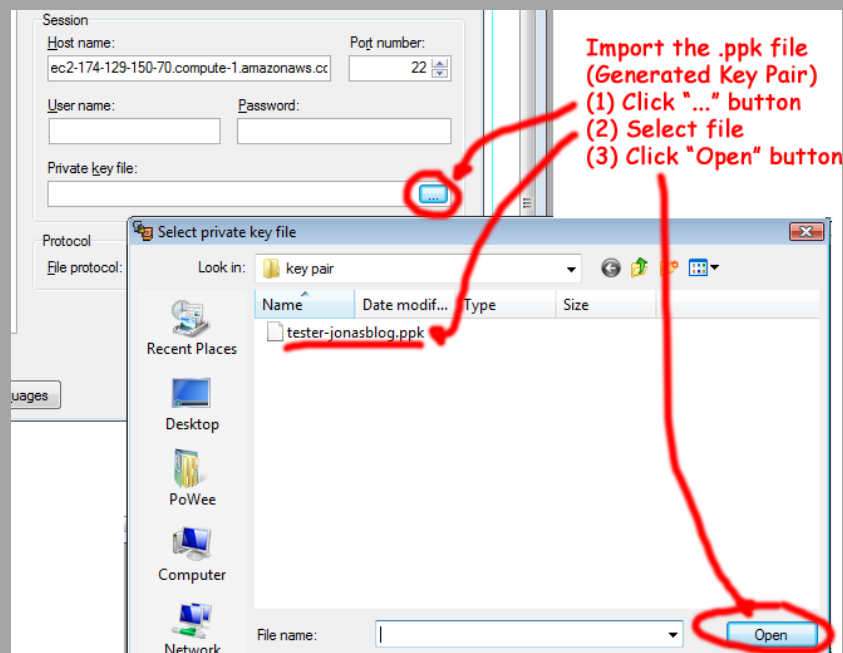 Session
Host name:
Port number:
ec2-174-129-150-70.compute-1.amazonaws.cc
22
User name:
Password:
Private key file:
...
Import the .ppk file
(Generated Key Pair)
(1) Click "..." button
(2) Select file
(3) Click "Open" button
Protocol
File protocol:
uages
Select private key file
Look in:
key pair
Name
Date modif...
Type
Size
tester-jonasblog.ppk
Recent Places
Desktop
PoWee
Computer
Network
File name:
Open